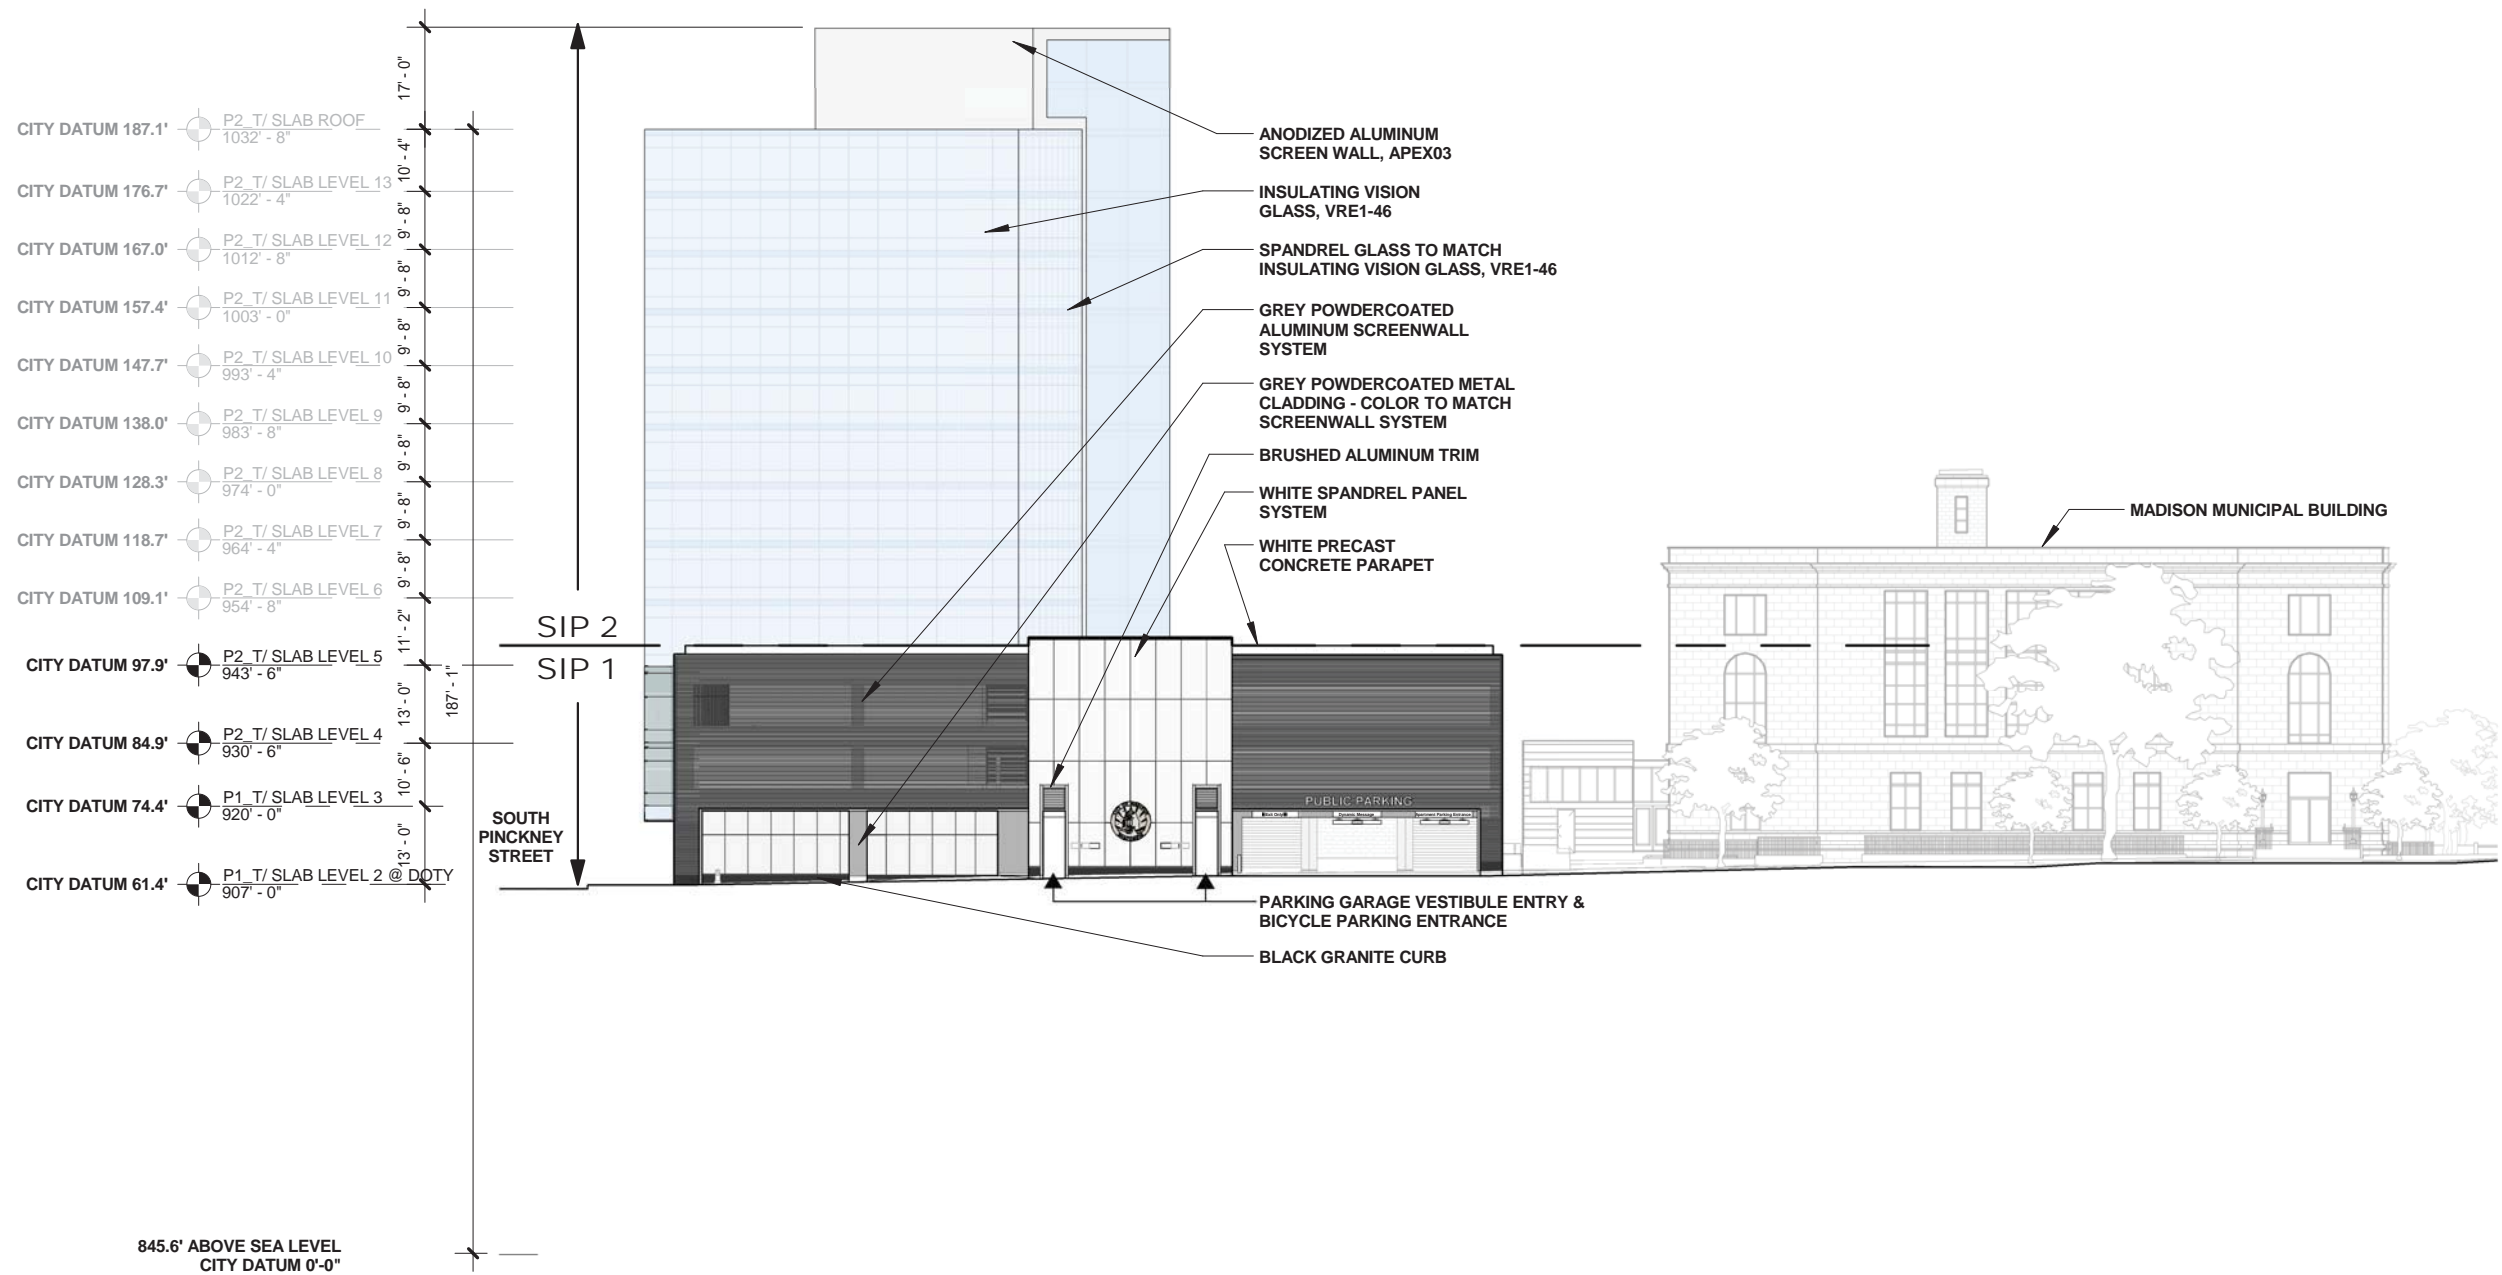 17' - 0"
CITY DATUM 187.1'
P2_T/ SLAB ROOF
1032' - 8"
10' - 4"
CITY DATUM 176.7'
P2_T/ SLAB LEVEL 13
1022' - 4"
9' - 8"
CITY DATUM 167.0'
P2_T/ SLAB LEVEL 12
1012' - 8"
9' - 8"
CITY DATUM 157.4'
P2_T/ SLAB LEVEL 11
1003' - 0"
9' - 8"
CITY DATUM 147.7'
P2_T/ SLAB LEVEL 10
993' - 4"
9' - 8"
CITY DATUM 138.0'
P2_T/ SLAB LEVEL 9
983' - 8"
9' - 8"
CITY DATUM 128.3'
P2_T/ SLAB LEVEL 8
974' - 0"
9' - 8"
CITY DATUM 118.7'
P2_T/ SLAB LEVEL 7
964' - 4"
9' - 8"
CITY DATUM 109.1'
P2_T/ SLAB LEVEL 6
954' - 8"
11' - 2"
CITY DATUM 97.9'
P2_T/ SLAB LEVEL 5
943' - 6"
13' - 0"
187' - 1"
CITY DATUM 84.9'
P2_T/ SLAB LEVEL 4
930' - 6"
10' - 6"
CITY DATUM 74.4'
P1_T/ SLAB LEVEL 3
920' - 0"
13' - 0"
CITY DATUM 61.4'
P1_T/ SLAB LEVEL 2 @ DOTY
907' - 0"
SIP 2
SIP 1
SOUTH
PINCKNEY
STREET
ANODIZED ALUMINUM
SCREEN WALL, APEX03
INSULATING VISION
GLASS, VRE1-46
SPANDREL GLASS TO MATCH
INSULATING VISION GLASS, VRE1-46
GREY POWDERCOATED
ALUMINUM SCREENWALL
SYSTEM
GREY POWDERCOATED METAL
CLADDING - COLOR TO MATCH
SCREENWALL SYSTEM
BRUSHED ALUMINUM TRIM
WHITE SPANDREL PANEL
SYSTEM
WHITE PRECAST
CONCRETE PARAPET
MADISON MUNICIPAL BUILDING
PUBLIC PARKING
Dynamic Message
Apartment Parking Entrance
PARKING GARAGE VESTIBULE ENTRY &
BICYCLE PARKING ENTRANCE
BLACK GRANITE CURB
845.6' ABOVE SEA LEVEL
CITY DATUM 0'-0"